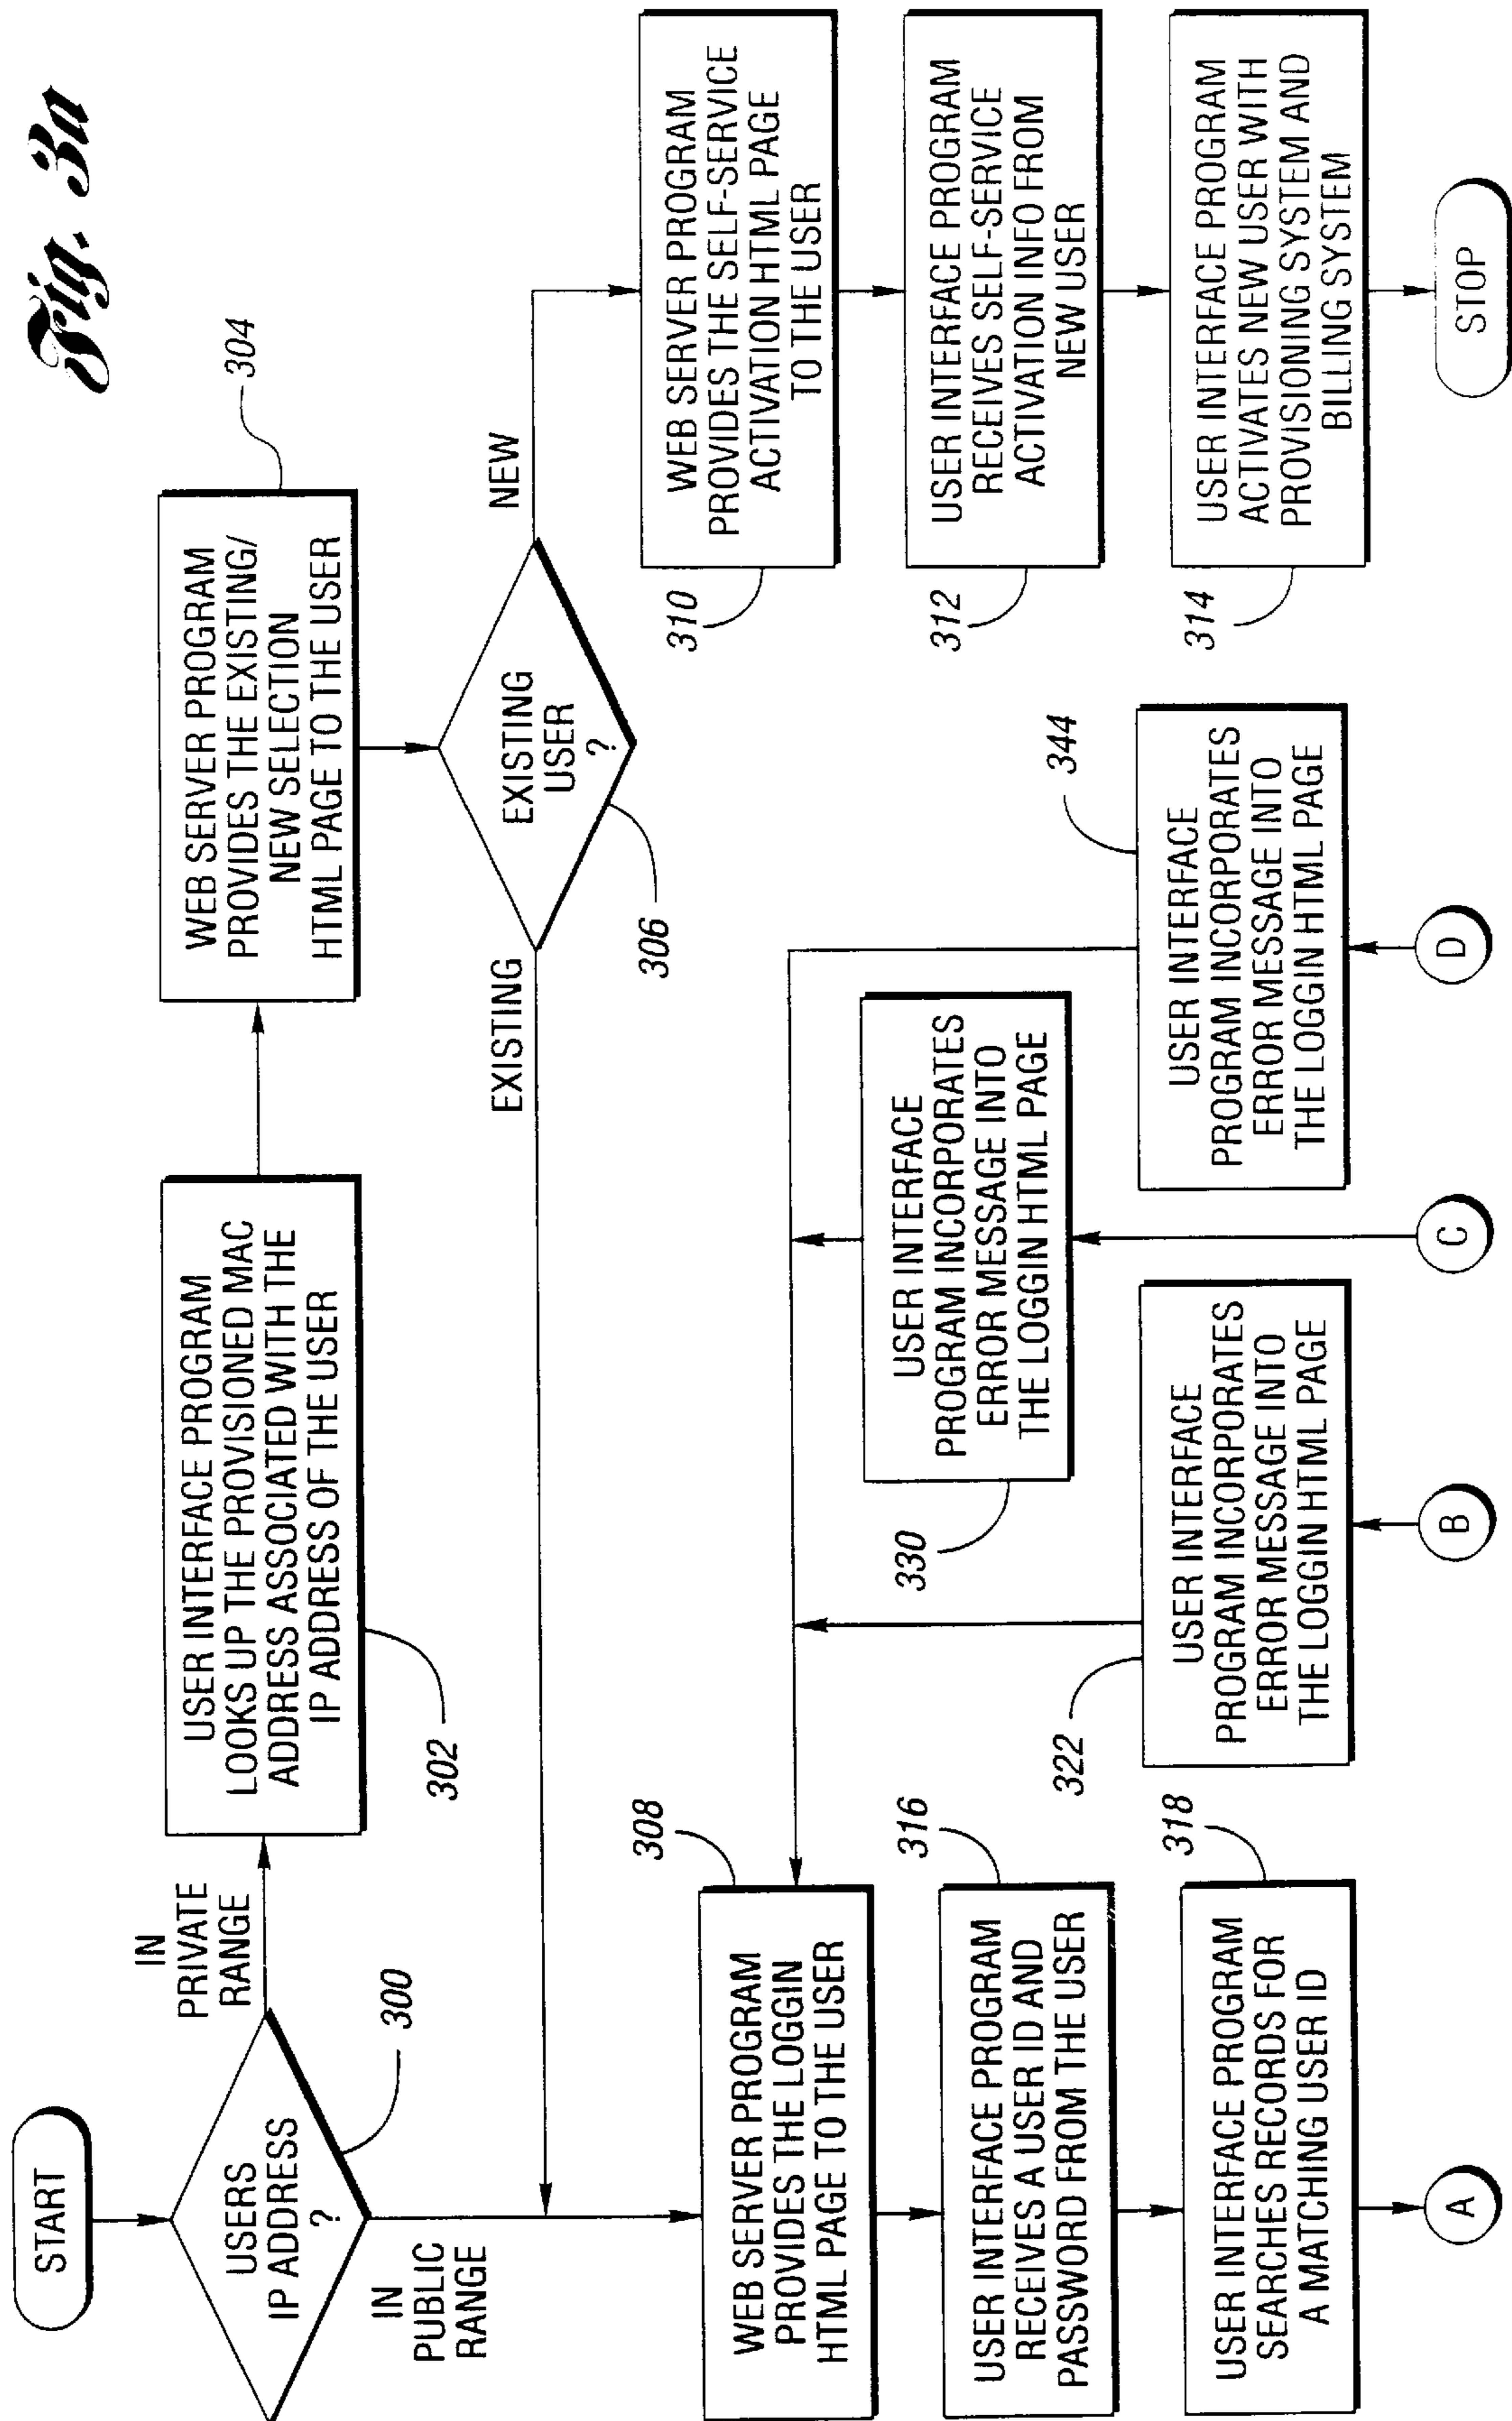 Fig. 3a
START
USERS
IP ADDRESS
?
300
IN
PRIVATE
RANGE
IN
PUBLIC
RANGE
USER INTERFACE PROGRAM
LOOKS UP THE PROVISIONED MAC
ADDRESS ASSOCIATED WITH THE
IP ADDRESS OF THE USER
302
WEB SERVER PROGRAM
PROVIDES THE EXISTING/
NEW SELECTION
HTML PAGE TO THE USER
304
EXISTING
USER
?
306
EXISTING
NEW
WEB SERVER PROGRAM
PROVIDES THE LOGGIN
HTML PAGE TO THE USER
308
USER INTERFACE PROGRAM
RECEIVES A USER ID AND
PASSWORD FROM THE USER
316
USER INTERFACE PROGRAM
SEARCHES RECORDS FOR
A MATCHING USER ID
318
A
USER INTERFACE
PROGRAM INCORPORATES
ERROR MESSAGE INTO
THE LOGGIN HTML PAGE
322
B
USER INTERFACE
PROGRAM INCORPORATES
ERROR MESSAGE INTO
THE LOGGIN HTML PAGE
330
C
USER INTERFACE
PROGRAM INCORPORATES
ERROR MESSAGE INTO
THE LOGGIN HTML PAGE
344
D
WEB SERVER PROGRAM
PROVIDES THE SELF-SERVICE
ACTIVATION HTML PAGE
TO THE USER
310
USER INTERFACE PROGRAM
RECEIVES SELF-SERVICE
ACTIVATION INFO FROM
NEW USER
312
USER INTERFACE PROGRAM
ACTIVATES NEW USER WITH
PROVISIONING SYSTEM AND
BILLING SYSTEM
314
STOP